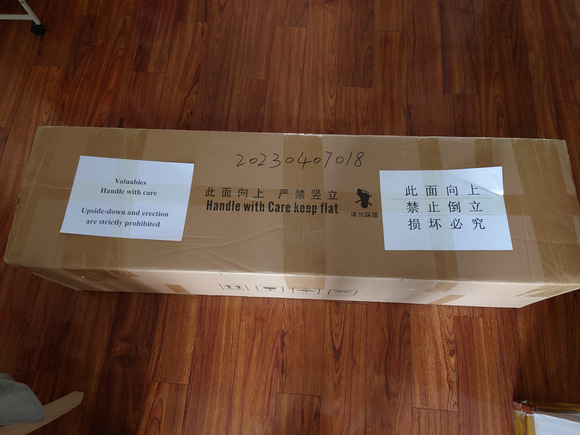 20230407018
Valuables
Handle with care
Upside-down and erection
are strictly prohibited
此面向上 严禁竖立
Handle with Care keep flat
请勿踩踏
此面向上
禁止倒立
损坏必究